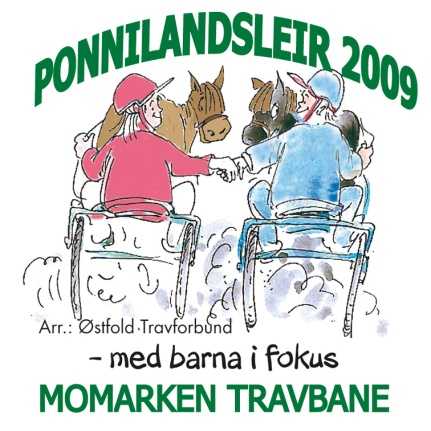 PONNILANDSLEIR 2009
Arr.: Østfold Travforbund
- med barna i fokus
MOMARKEN TRAVBANE